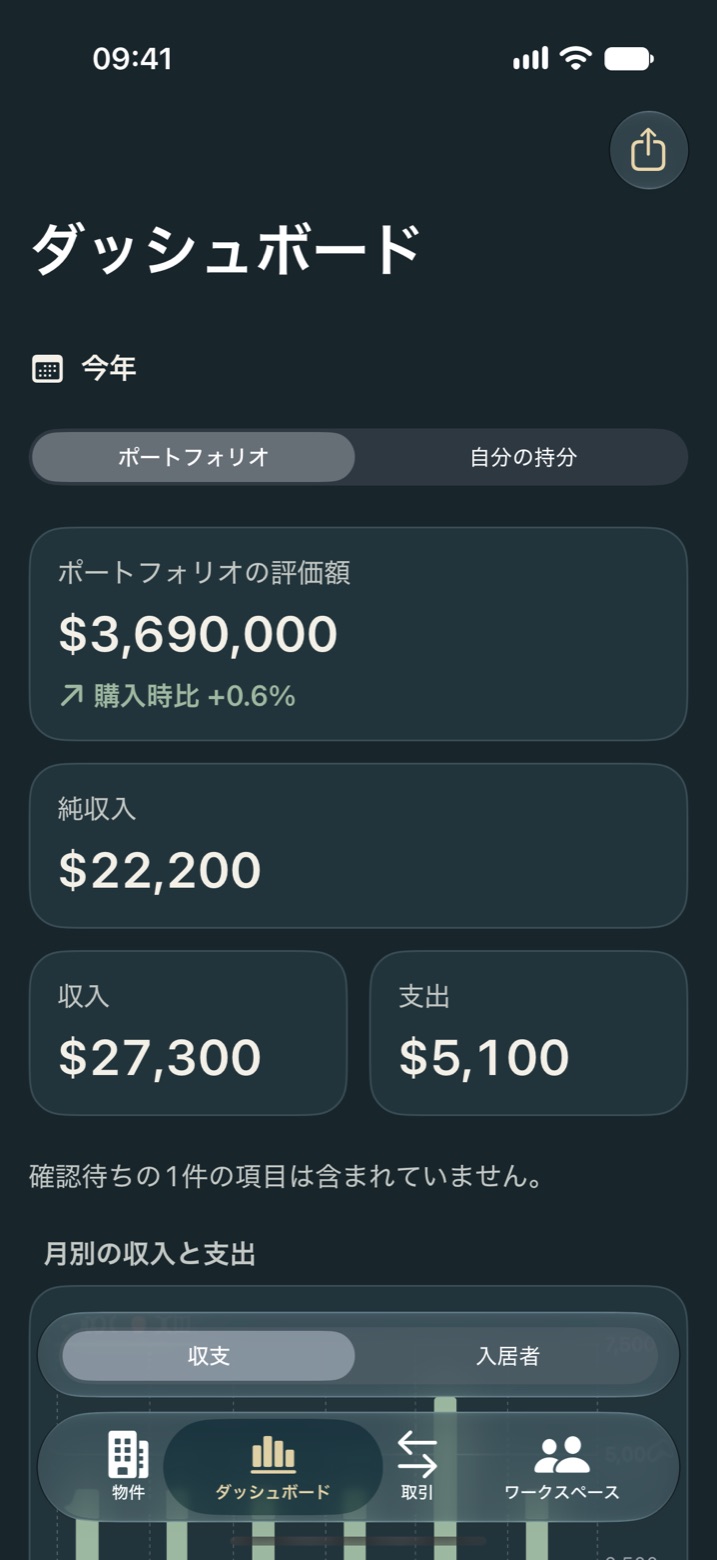 09:41
ダッシュボード
今年
ポートフォリオ
自分の持分
ポートフォリオの評価額
$3,690,000
購入時比 +0.6%
純収入
$22,200
収入
$27,300
支出
$5,100
確認待ちの1件の項目は含まれていません。
月別の収入と支出
収支
入居者
物件
ダッシュボード
取引
ワークスペース